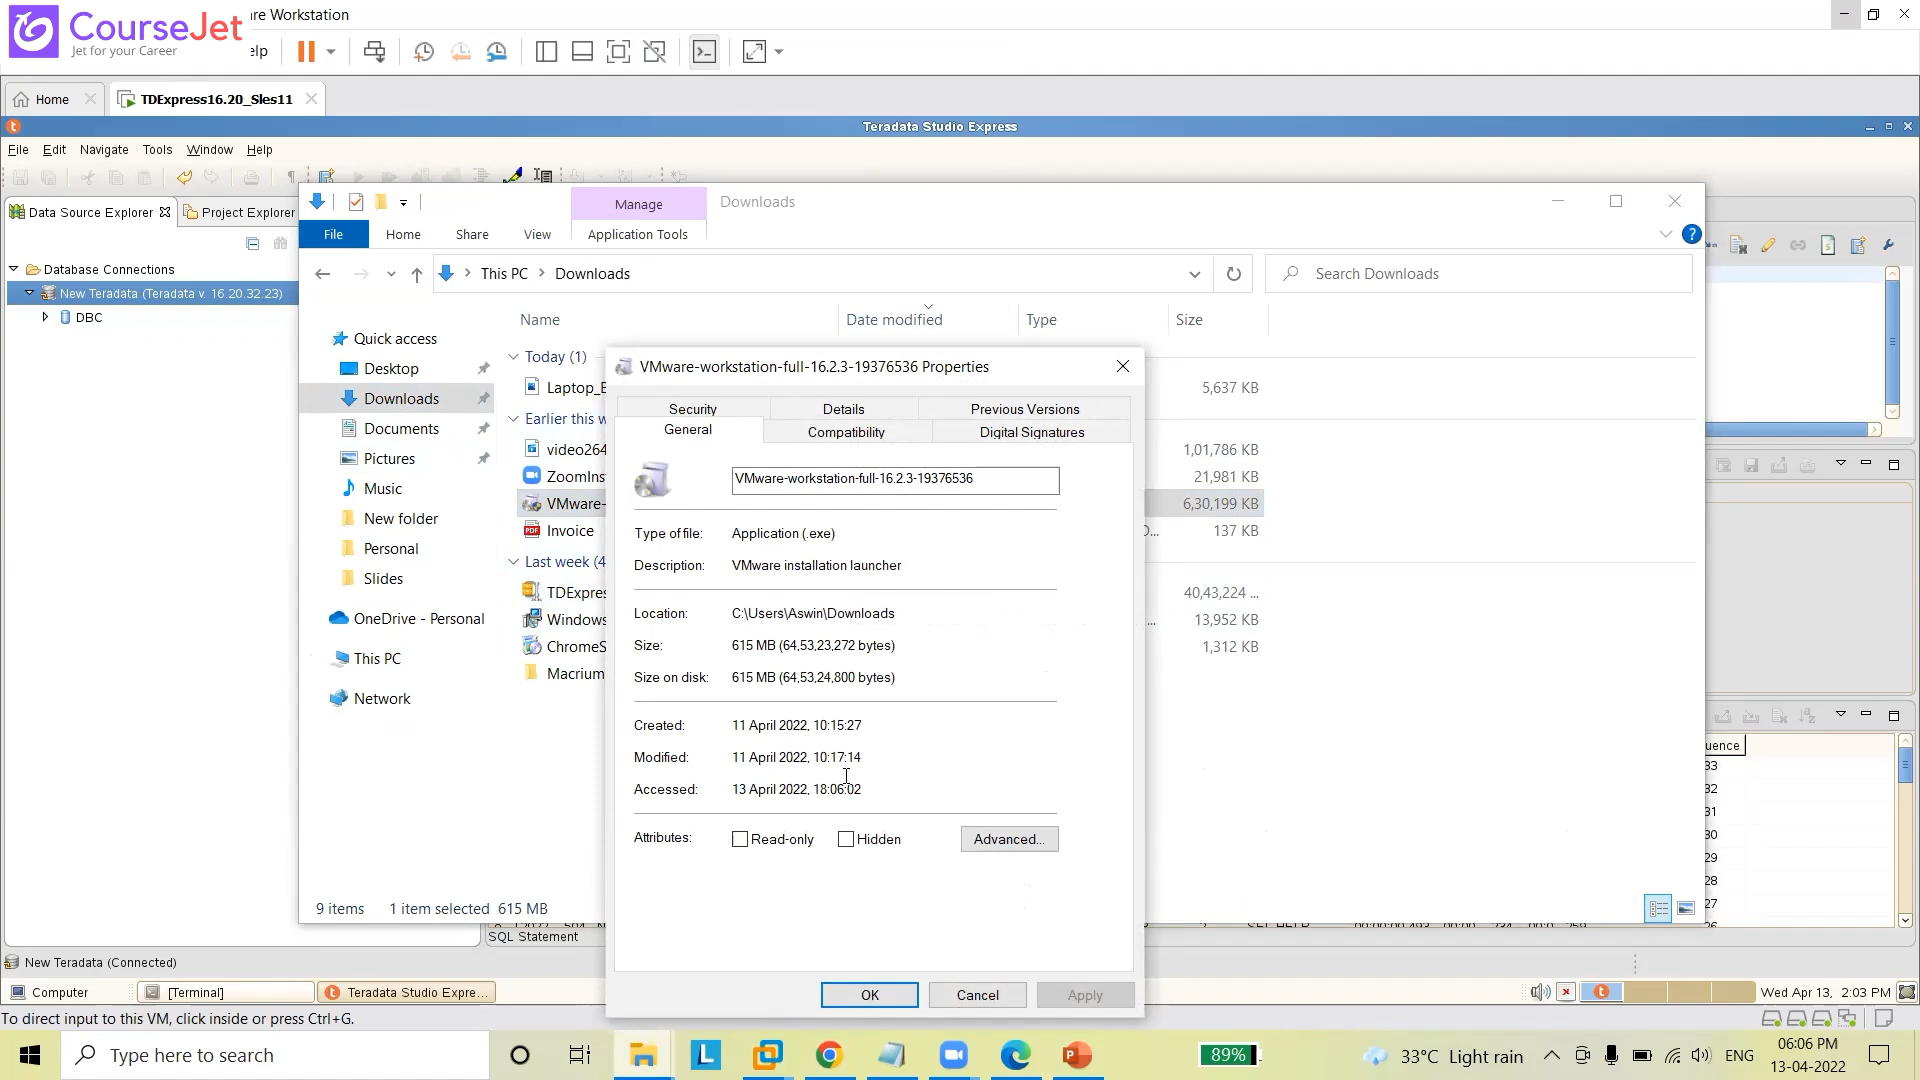 CourseJet
Jet for your Career
re Workstation
elp
Home
TDExpress16.20_Sles11
Teradata Studio Express
File Edit Navigate Tools Window Help
Data Source Explorer
Project Explorer
Database Connections
New Teradata (Teradata v. 16.20.32.23)
DBC
Manage
Downloads
File
Home
Share
View
Application Tools
This PC
Downloads
Search Downloads
Name
Date modified
Type
Size
Quick access
Desktop
Downloads
Documents
Pictures
Music
New folder
Personal
Slides
OneDrive - Personal
This PC
Network
Today (1)
Laptop_
5,637 KB
Earlier this w
video264
1,01,786 KB
ZoomIns
21,981 KB
VMware-
6,30,199 KB
Invoice
137 KB
Last week (4
TDExpres
40,43,224 ...
Windows
13,952 KB
ChromeS
1,312 KB
Macrium
VMware-workstation-full-16.2.3-19376536 Properties
Security
Details
Previous Versions
General
Compatibility
Digital Signatures
VMware-workstation-full-16.2.3-19376536
Type of file: Application (.exe)
Description: VMware installation launcher
Location: C:\Users\Aswin\Downloads
Size: 615 MB (64,53,23,272 bytes)
Size on disk: 615 MB (64,53,24,800 bytes)
Created: 11 April 2022, 10:15:27
Modified: 11 April 2022, 10:17:14
Accessed: 13 April 2022, 18:06:02
Attributes: Read-only Hidden Advanced...
OK
Cancel
Apply
9 items 1 item selected 615 MB
uence
33
32
31
30
29
28
27
SQL Statement
New Teradata (Connected)
Computer
[Terminal]
Teradata Studio Expre...
Wed Apr 13, 2:03 PM
To direct input to this VM, click inside or press Ctrl+G.
Type here to search
89%
33°C Light rain
ENG
06:06 PM
13-04-2022